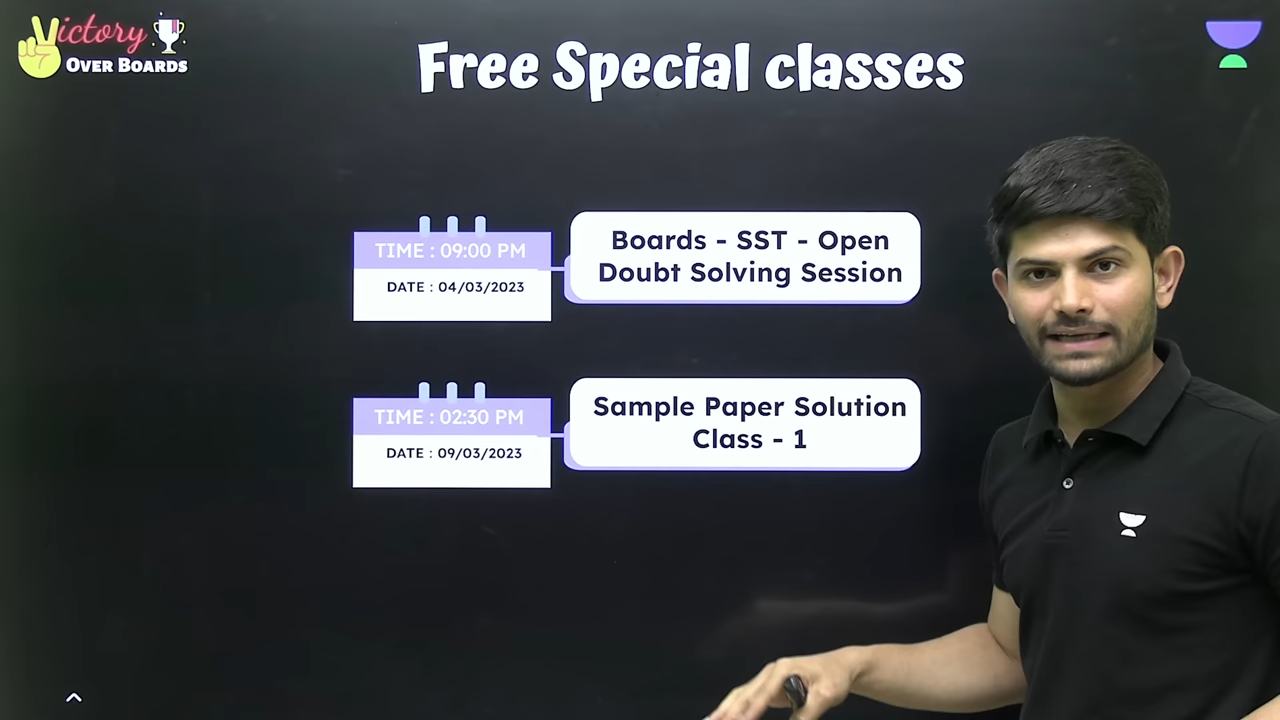 Victory
OVER BOARDS
Free Special classes
TIME : 09:00 PM
DATE : 04/03/2023
Boards - SST - Open
Doubt Solving Session
TIME : 02:30 PM
DATE : 09/03/2023
Sample Paper Solution
Class - 1